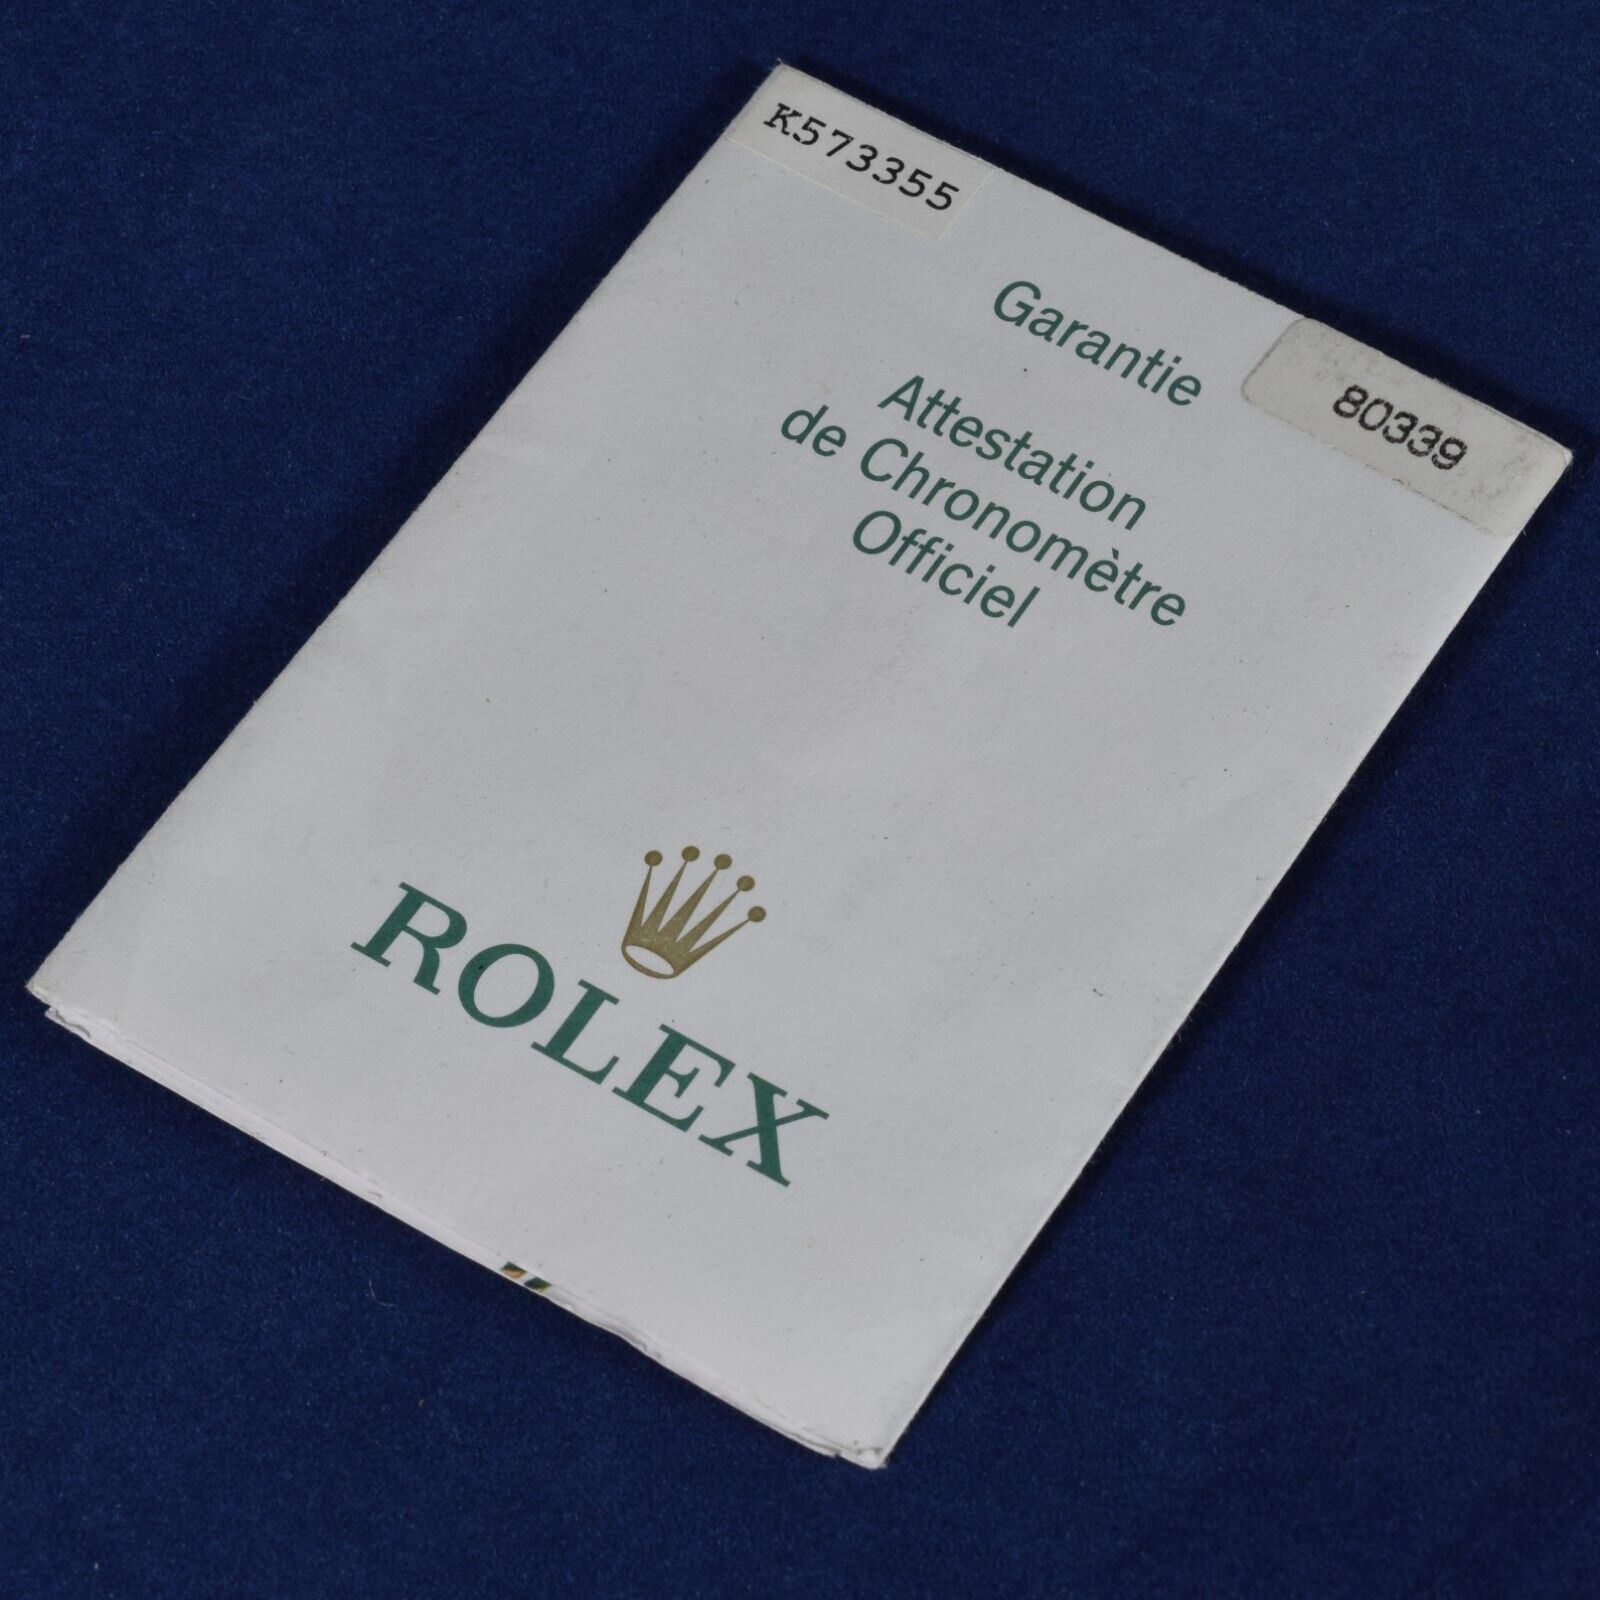 K573355
Garantie
80339
Attestation
de Chronomètre
Officiel
ROLEX